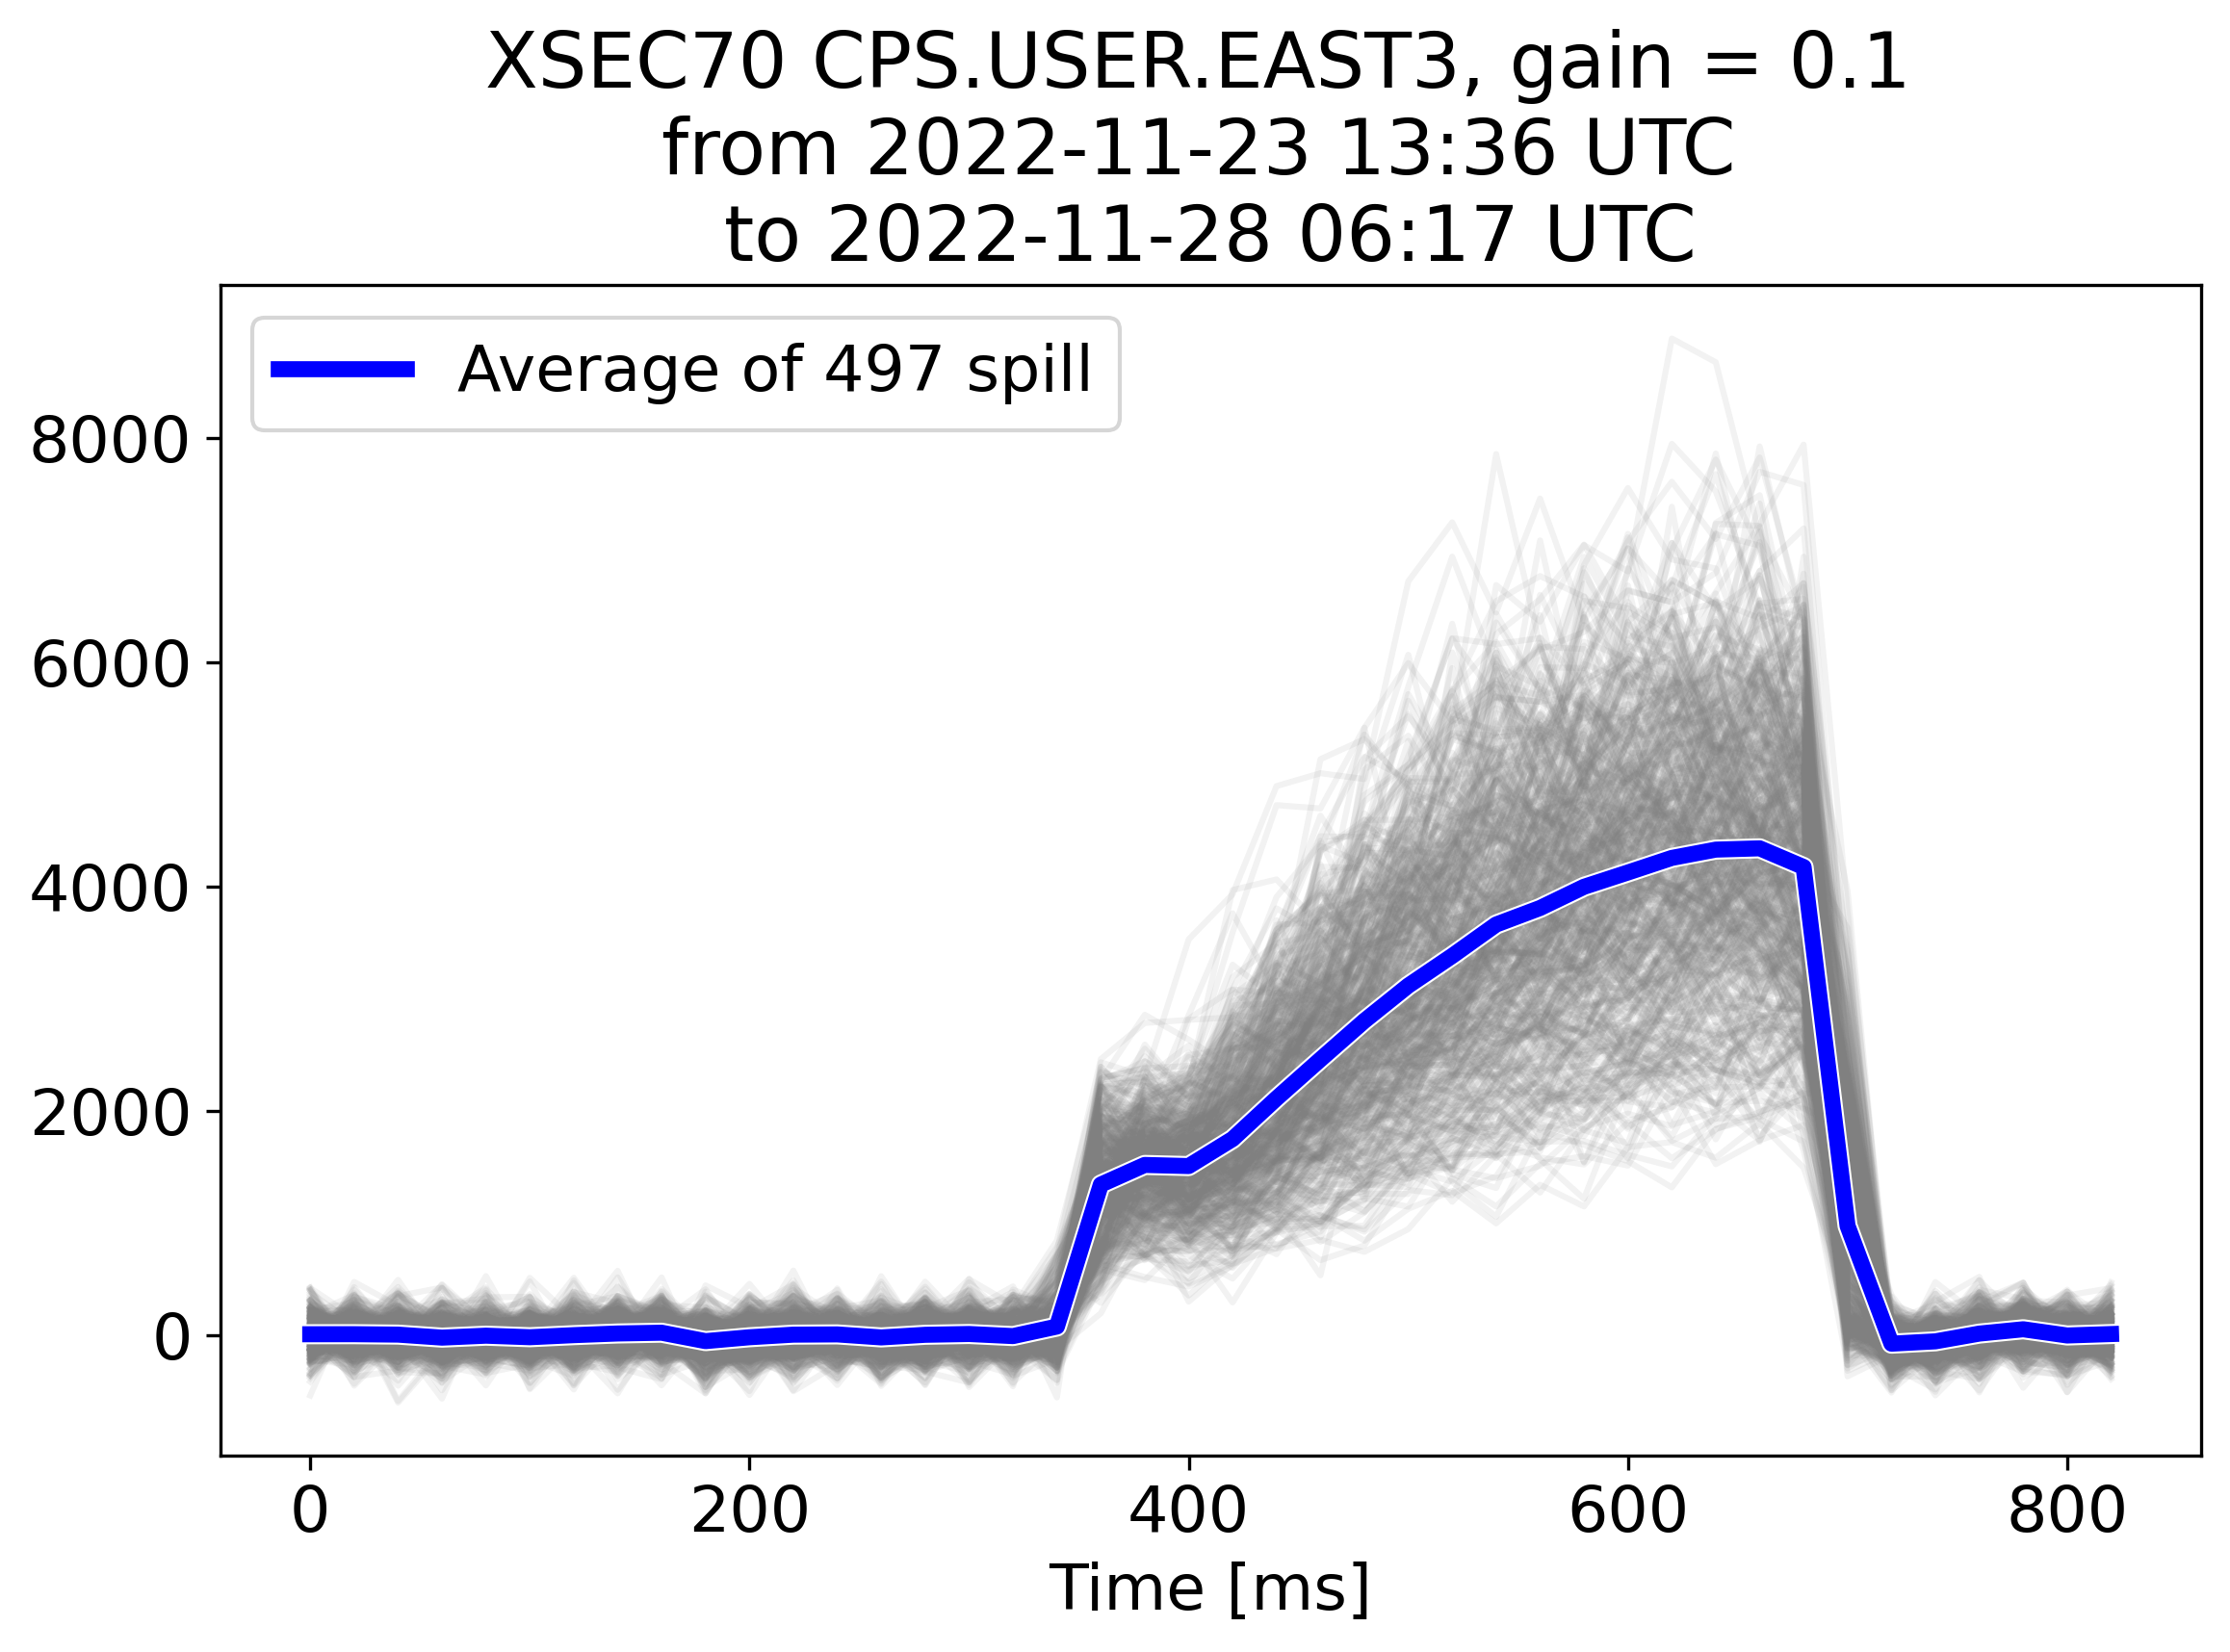 XSEC70 CPS.USER.EAST3, gain = 0.1
from 2022-11-23 13:36 UTC
to 2022-11-28 06:17 UTC
Average of 497 spill
8000
6000
4000
2000
0
0 200 400 600 800
Time [ms]